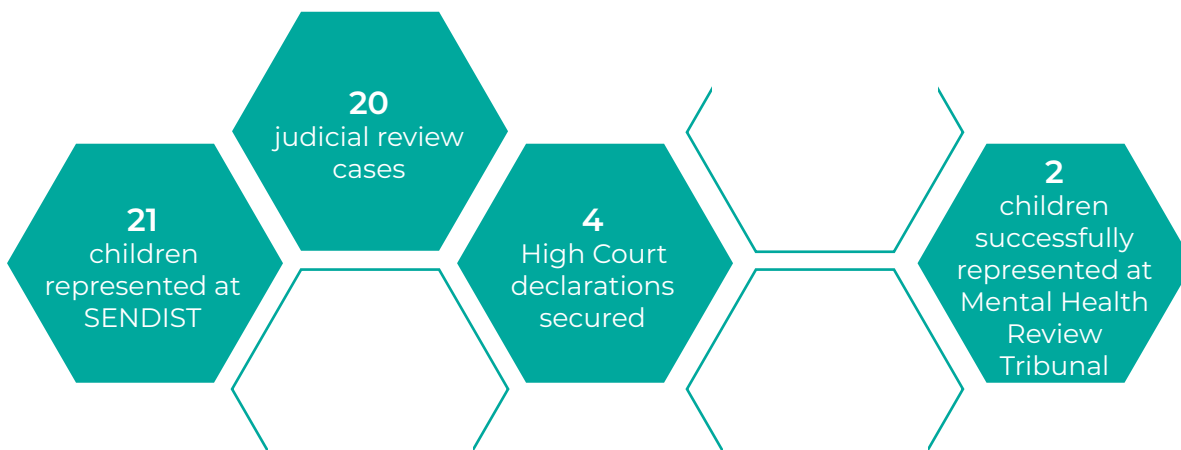 21
children
represented at
SENDIST
20
judicial review
cases
4
High Court
declarations
secured
2
children
successfully
represented at
Mental Health
Review
Tribunal